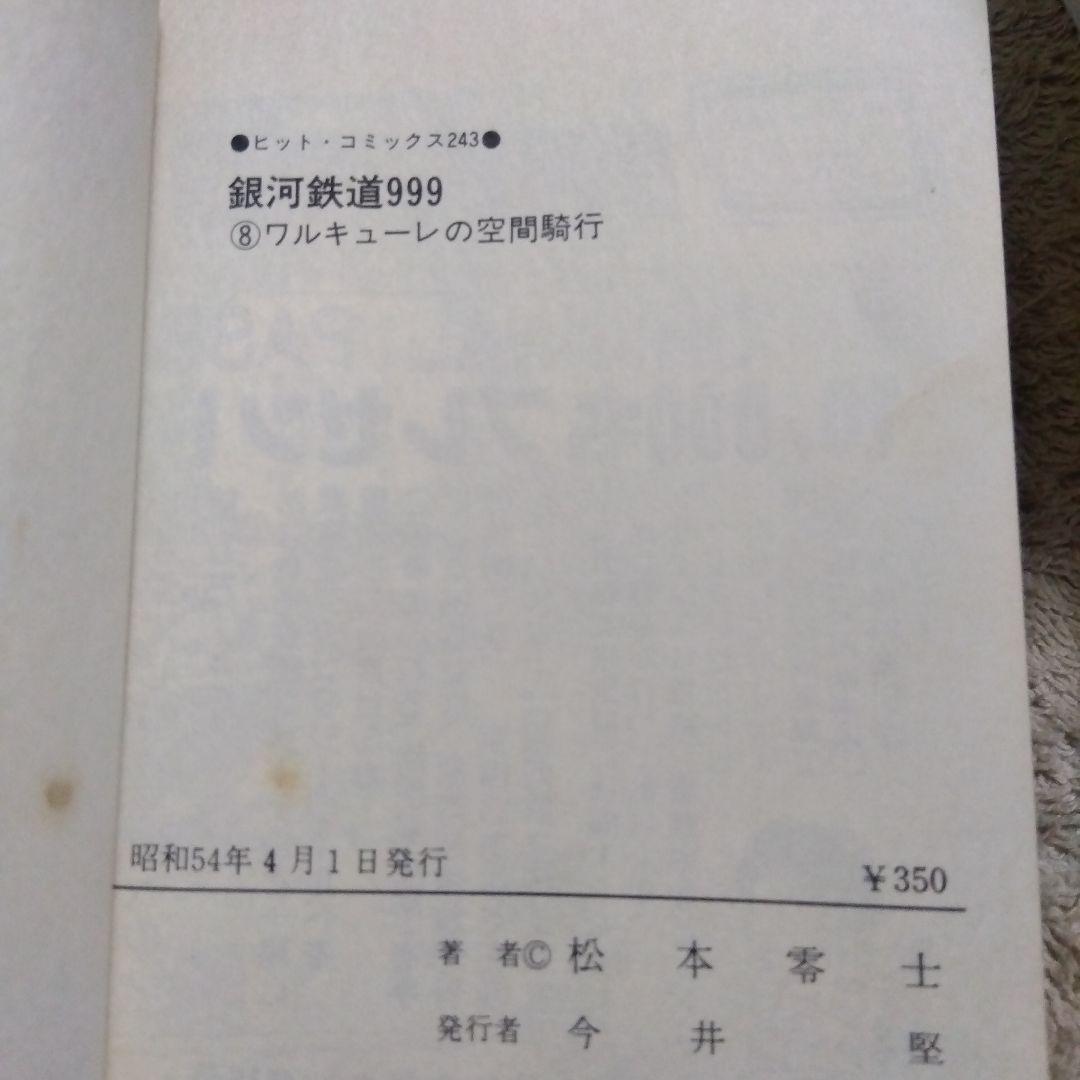 ●ヒット・コミックス243●
銀河鉄道999
⑧ワルキューレの空間騎行
昭和54年4月1日発行
¥350
著 者©松本零士
発行者 今井 堅